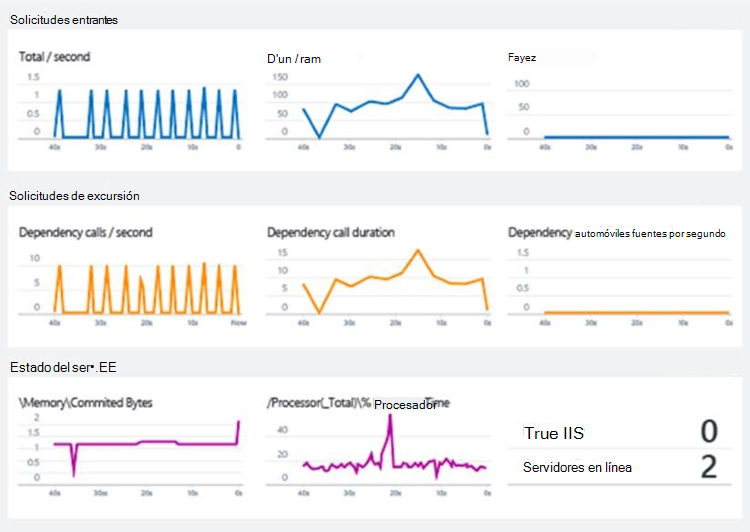 Solicitudes entrantes
Total / second
1.5
1
0.5
0
40s 30s 20s 10s 0
D'un / ram
150
100
50
0
40s 30s 20s 10s 0s
Fayez
100
50
0
40s 30s 20s 10s 0s
Solicitudes de excursión
Dependency calls / second
10
5
0
40s 30s 20s 10s Now
Dependency call duration
15
10
5
0
40s 30s 20s 10s 0s
Dependency automóviles fuentes por segundo
1.5
1
0.5
0
40s 30s 20s 10s 0s
Estado del ser•.EE
\Memory\Commited Bytes
2
1.5
1
0.5
0
40s 30s 20s 10s 0s
/Processor(_Total)\% Procesador Time
40
20
0
40s 30s 20s 10s 0s
True IIS 0
Servidores en línea 2